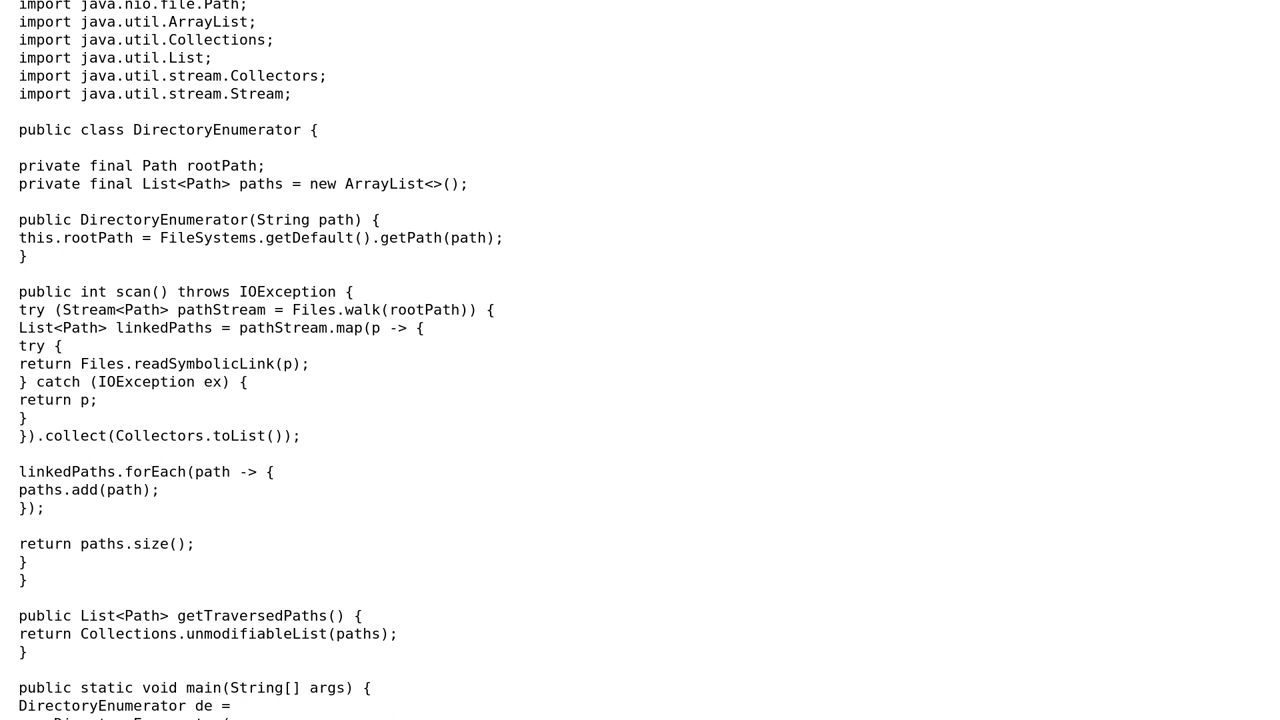 import java.nio.file.Path;
import java.util.ArrayList;
import java.util.Collections;
import java.util.List;
import java.util.stream.Collectors;
import java.util.stream.Stream;

public class DirectoryEnumerator {

private final Path rootPath;
private final List<Path> paths = new ArrayList<>();

public DirectoryEnumerator(String path) {
this.rootPath = FileSystems.getDefault().getPath(path);
}

public int scan() throws IOException {
try (Stream<Path> pathStream = Files.walk(rootPath)) {
List<Path> linkedPaths = pathStream.map(p -> {
try {
return Files.readSymbolicLink(p);
} catch (IOException ex) {
return p;
}
}).collect(Collectors.toList());

linkedPaths.forEach(path -> {
paths.add(path);
});

return paths.size();
}
}

public List<Path> getTraversedPaths() {
return Collections.unmodifiableList(paths);
}

public static void main(String[] args) {
DirectoryEnumerator de =